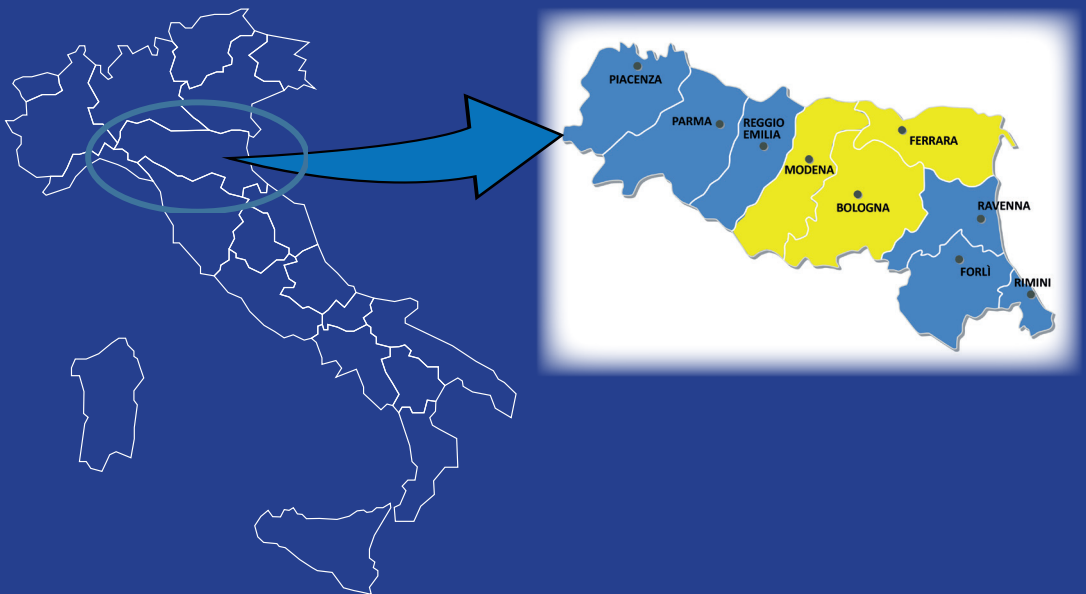 PIACENZA
PARMA
REGGIO
EMILIA
MODENA
BOLOGNA
FERRARA
RAVENNA
FORLÌ
RIMINI